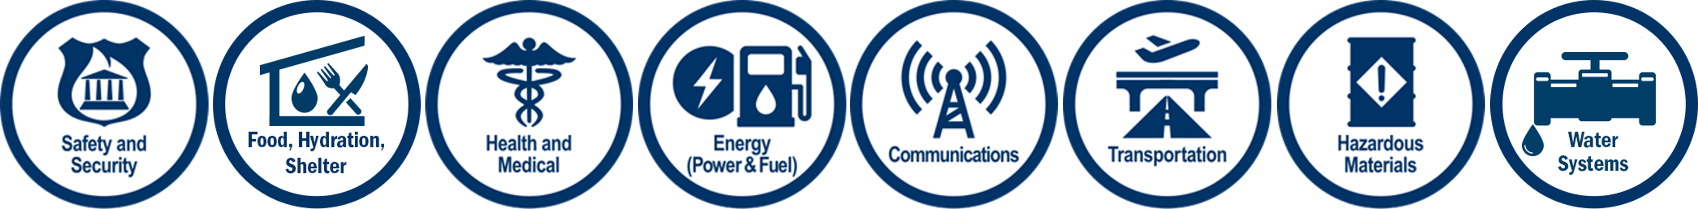 Safety and
Security
Food, Hydration,
Shelter
Health and
Medical
Energy
(Power & Fuel)
Communications
Transportation
Hazardous
Materials
Water
Systems